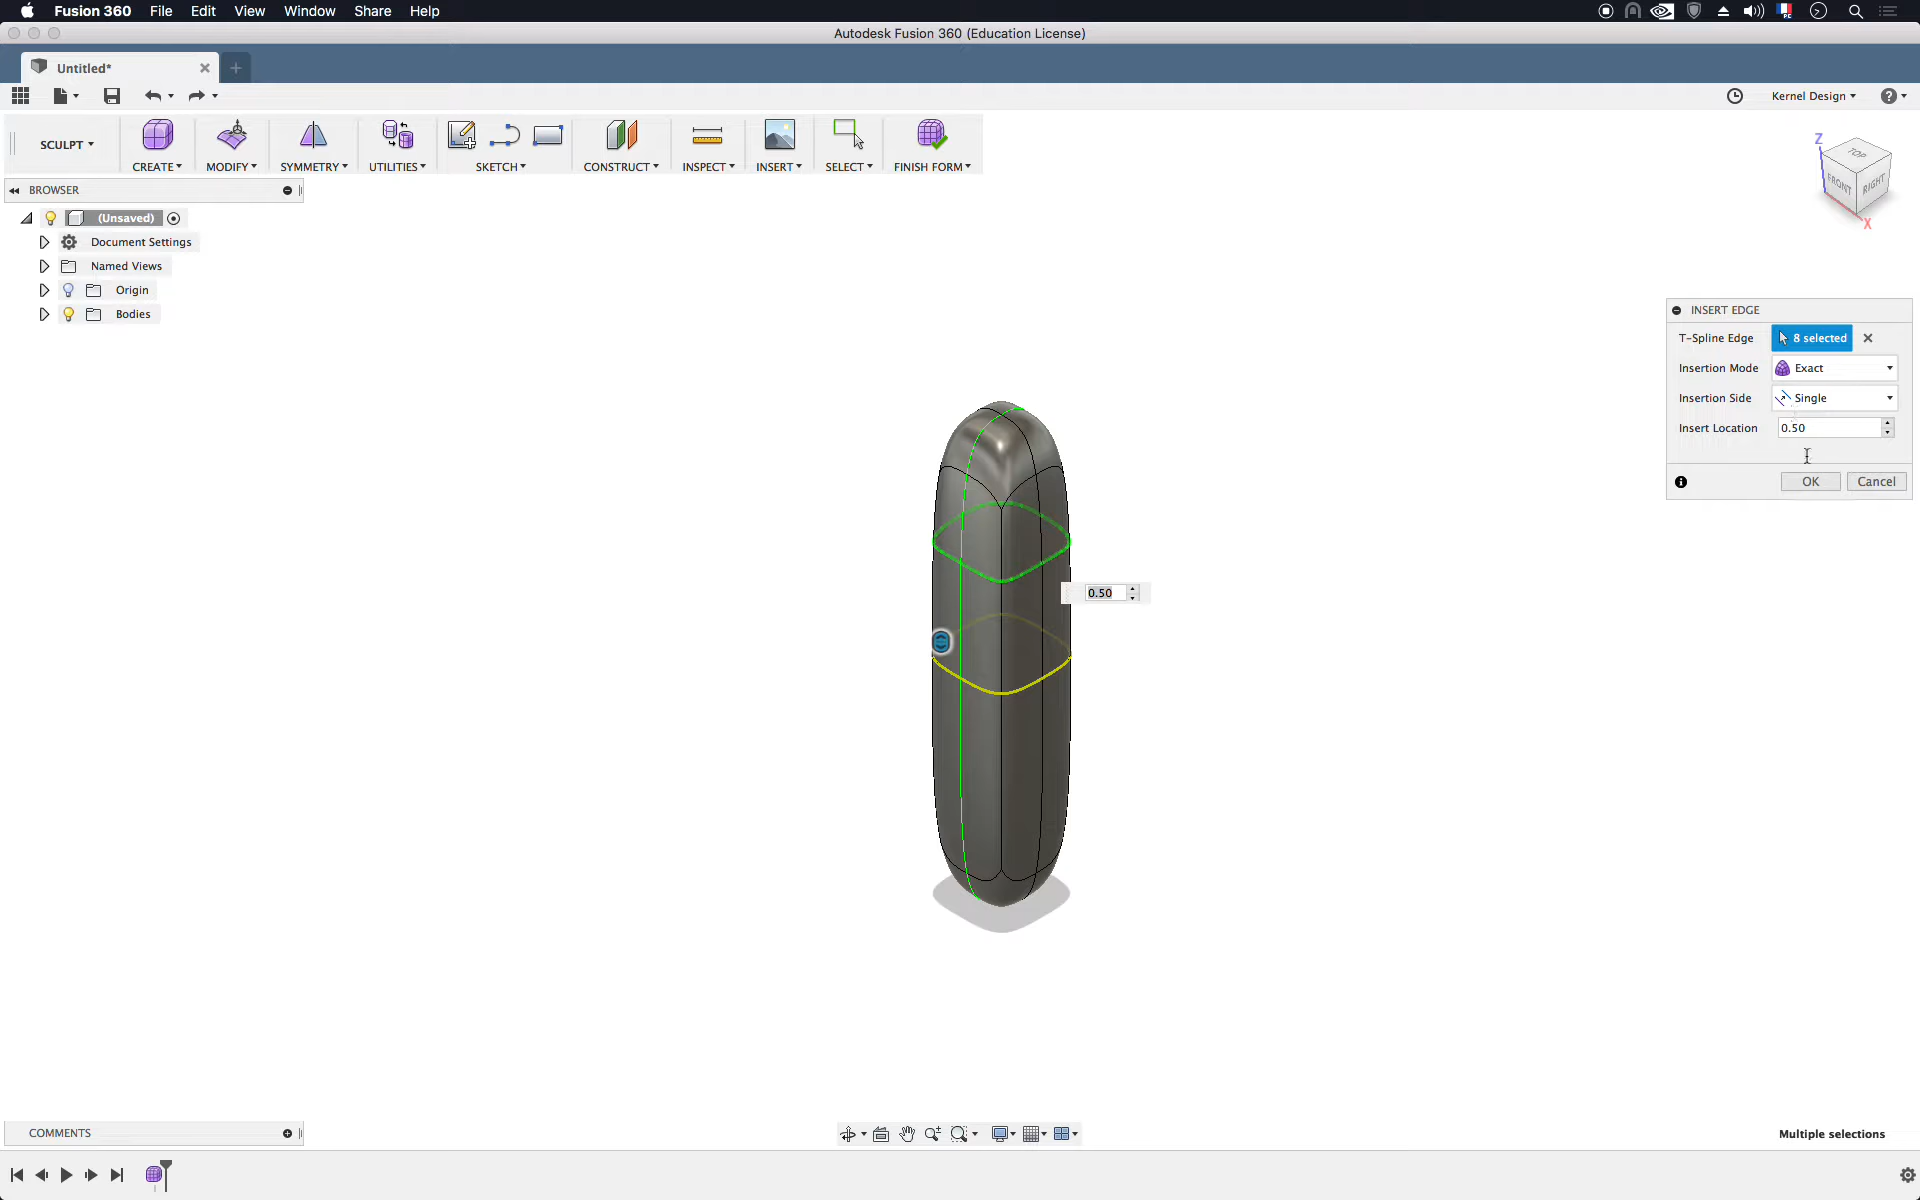 Fusion 360 File Edit View Window Share Help
Autodesk Fusion 360 (Education License)
Untitled*
Kernel Design
SCULPT
CREATE MODIFY SYMMETRY UTILITIES SKETCH CONSTRUCT INSPECT INSERT SELECT FINISH FORM
Z
TOP
FRONT
RIGHT
X
BROWSER
(Unsaved)
Document Settings
Named Views
Origin
Bodies
INSERT EDGE
T-Spline Edge 8 selected
Insertion Mode Exact
Insertion Side Single
Insert Location 0.50
OK Cancel
0.50
COMMENTS
Multiple selections